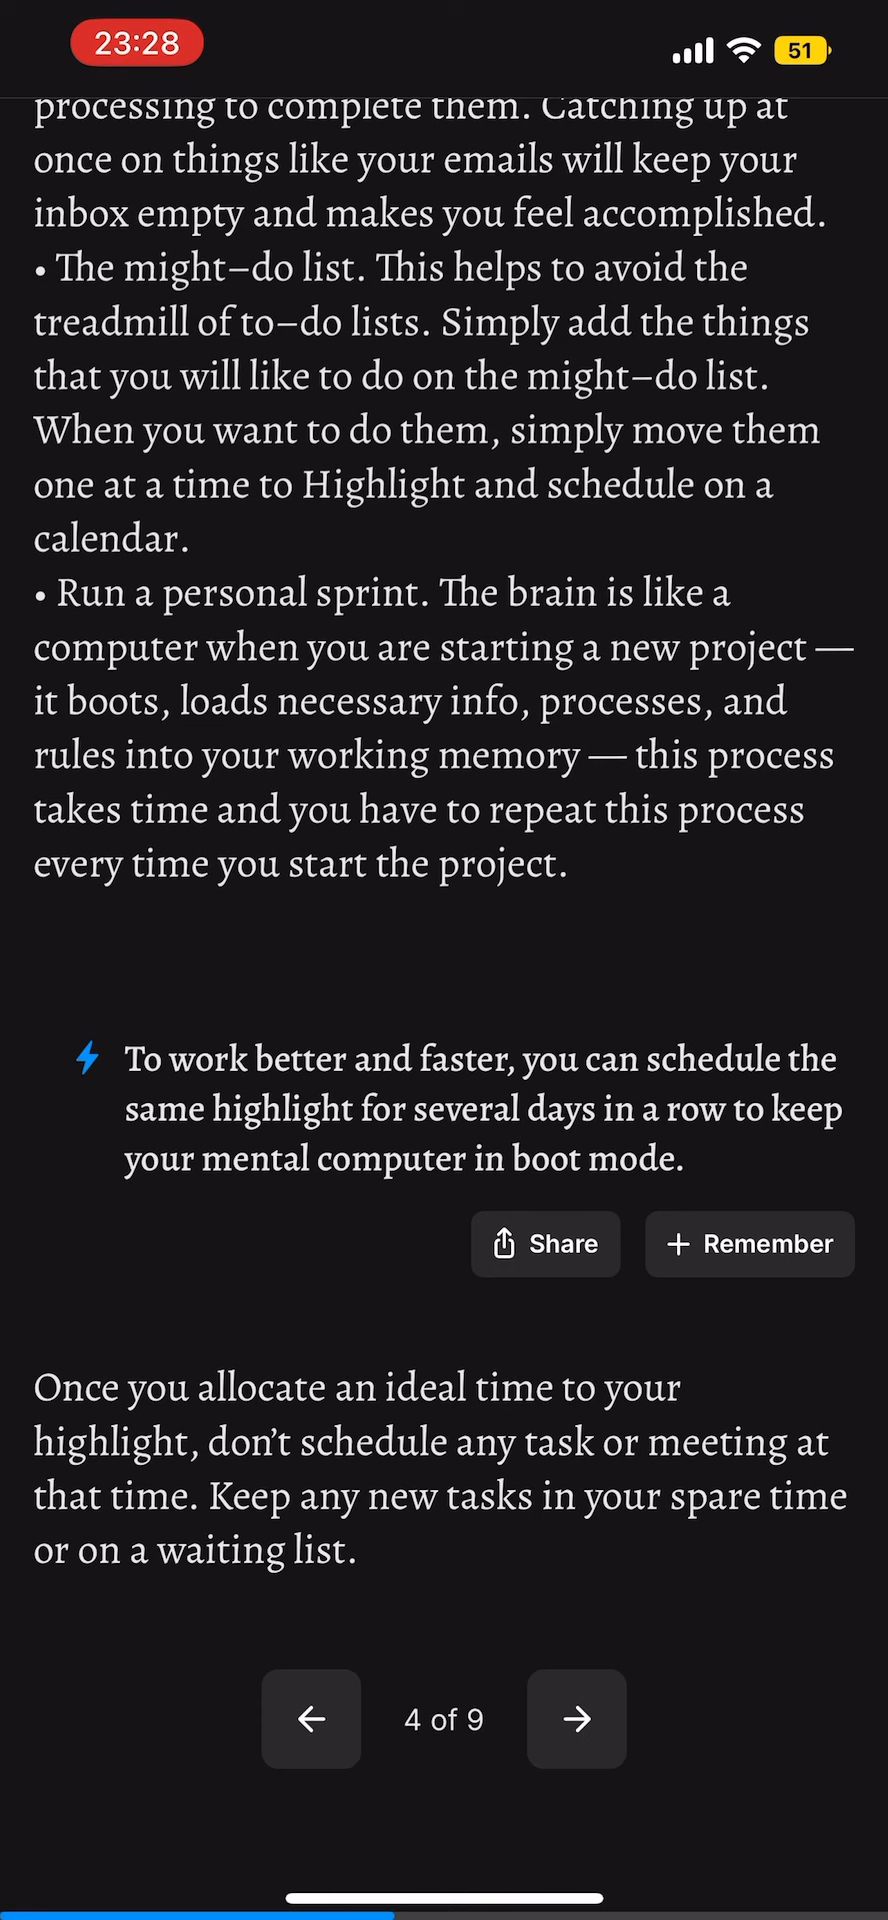 23:28
51
processing to complete them. Catching up at
once on things like your emails will keep your
inbox empty and makes you feel accomplished.
• The might–do list. This helps to avoid the
treadmill of to–do lists. Simply add the things
that you will like to do on the might–do list.
When you want to do them, simply move them
one at a time to Highlight and schedule on a
calendar.
• Run a personal sprint. The brain is like a
computer when you are starting a new project —
it boots, loads necessary info, processes, and
rules into your working memory — this process
takes time and you have to repeat this process
every time you start the project.
To work better and faster, you can schedule the
same highlight for several days in a row to keep
your mental computer in boot mode.
Share
Remember
Once you allocate an ideal time to your
highlight, don’t schedule any task or meeting at
that time. Keep any new tasks in your spare time
or on a waiting list.
4 of 9